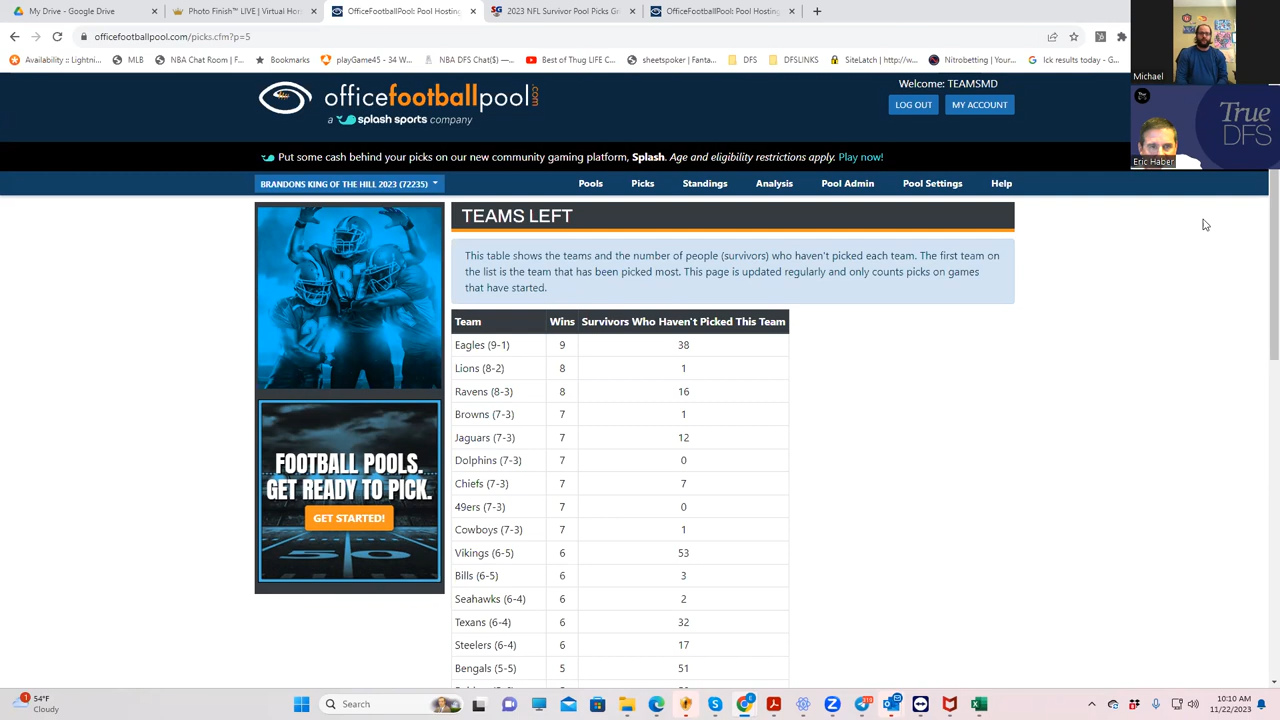 My Drive - Google Drive
Photo Finish™ LIVE | Virtual Hor
OfficeFootballPool: Pool Hosting
2023 NFL Survivor Pool Picks Gr
OfficeFootballPool: Pool Hosting
officefootballpool.com/picks.cfm?p=5
Availability :: Lightni...
MLB
NBA Chat Room | F...
Bookmarks
playGame45 - 34 W...
NBA DFS Chat($) —...
Best of Thug LIFE C...
sheetspoker | Fanta...
DFS
DFSLINKS
SiteLatch | http://w...
Nitrobetting | Your...
Ick results today - g...
Michael
True
DFS
Eric Haber
officefootballpool.com
a splash sports company
Welcome: TEAMSMD
LOG OUT
MY ACCOUNT
Put some cash behind your picks on our new community gaming platform, Splash. Age and eligibility restrictions apply. Play now!
BRANDONS KING OF THE HILL 2023 (72235)
Pools
Picks
Standings
Analysis
Pool Admin
Pool Settings
Help
TEAMS LEFT
This table shows the teams and the number of people (survivors) who haven't picked each team. The first team on
the list is the team that has been picked most. This page is updated regularly and only counts picks on games
that have started.
Team Wins Survivors Who Haven't Picked This Team
Eagles (9-1) 9 38
Lions (8-2) 8 1
Ravens (8-3) 8 16
Browns (7-3) 7 1
Jaguars (7-3) 7 12
Dolphins (7-3) 7 0
Chiefs (7-3) 7 7
49ers (7-3) 7 0
Cowboys (7-3) 7 1
Vikings (6-5) 6 53
Bills (6-5) 6 3
Seahawks (6-4) 6 2
Texans (6-4) 6 32
Steelers (6-4) 6 17
Bengals (5-5) 5 51
FOOTBALL POOLS.
GET READY TO PICK.
GET STARTED!
50
54°F
Cloudy
Search
10:10 AM
11/22/2023